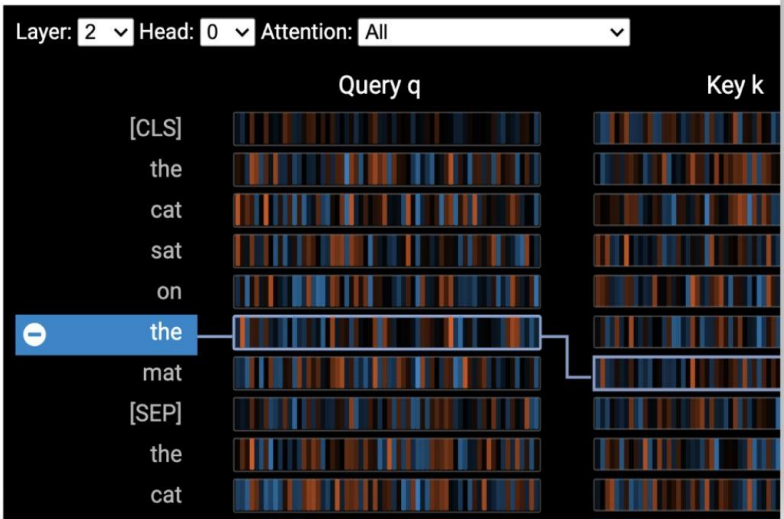 Layer: 2 Head: 0 Attention: All
Query q Key k
[CLS]
the
cat
sat
on
the
mat
[SEP]
the
cat